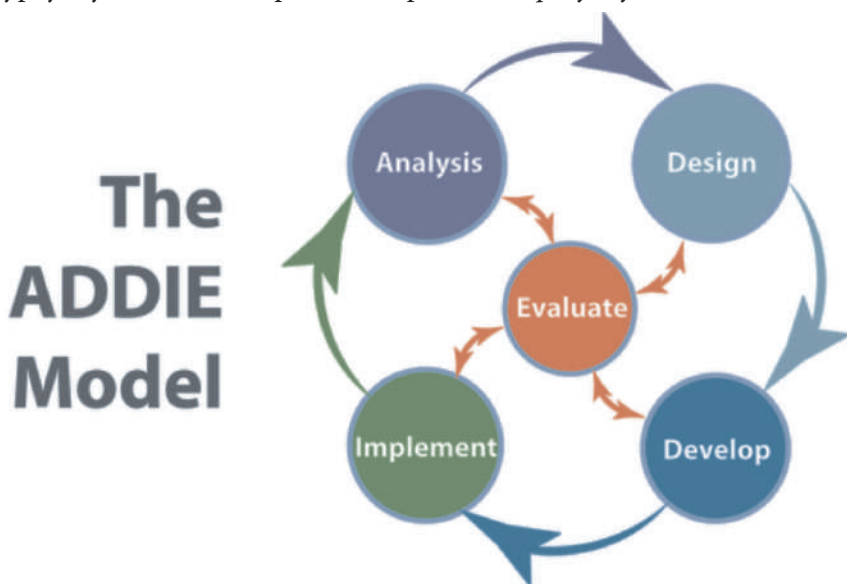 The
ADDIE
Model
Analysis
Design
Evaluate
Implement
Develop